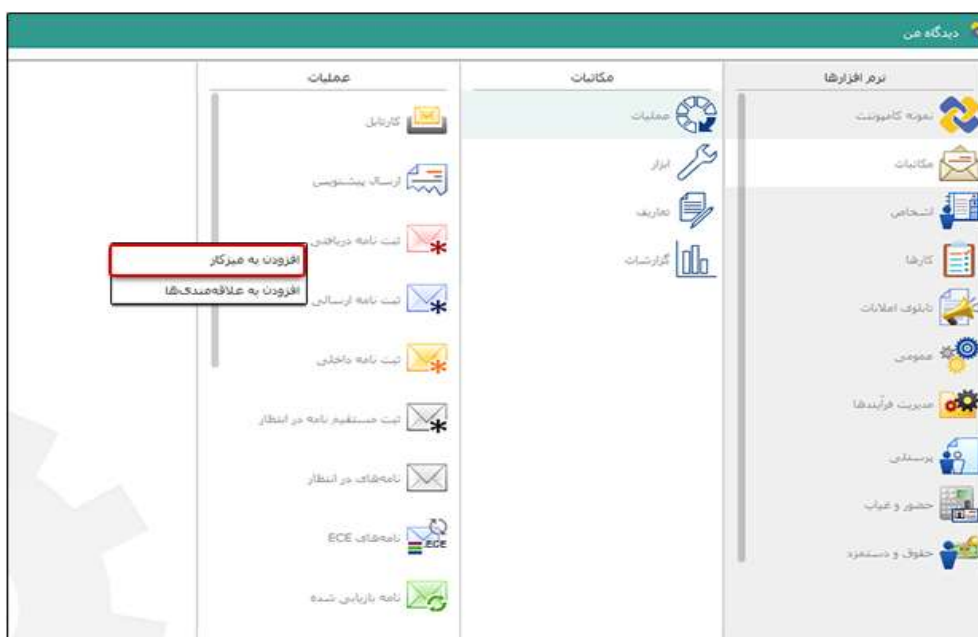 دیدگاه من
نرم افزارها
نمونه کامپوننت
مکاتبات
اشخاص
کارها
تابلوی اعلانات
عمومی
مدیریت فرآیندها
پرسنلی
حضور و غیاب
حقوق و دستمزد
مکاتبات
عملیات
ابزار
تعاریف
گزارشات
عملیات
کارتابل
ارسال پیشنویس
ثبت نامه دریافتی
افزودن به میزکار
افزودن به علاقه‌مندی‌ها
ثبت نامه ارسالی
ثبت نامه داخلی
ثبت مستقیم نامه در انتظار
نامه‌های در انتظار
نامه‌های ECE
ECE
نامه بازیابی شده